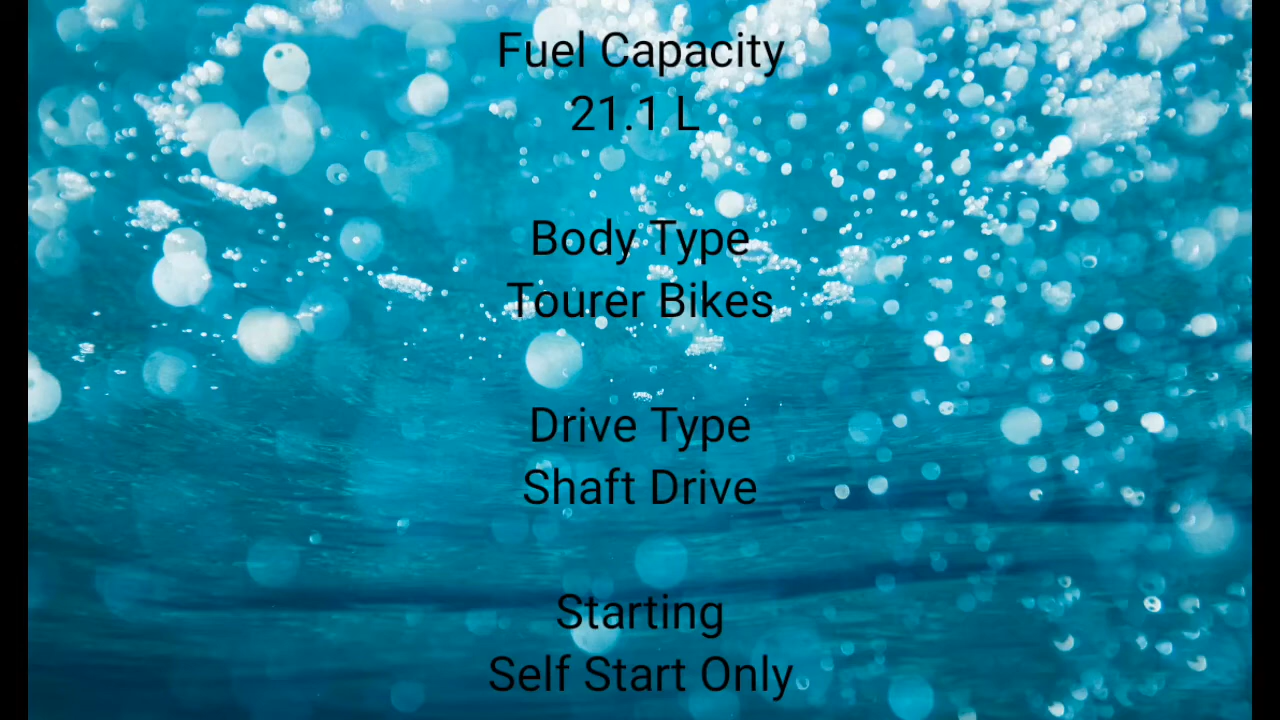 Fuel Capacity
21.1 L
Body Type
Tourer Bikes
Drive Type
Shaft Drive
Starting
Self Start Only